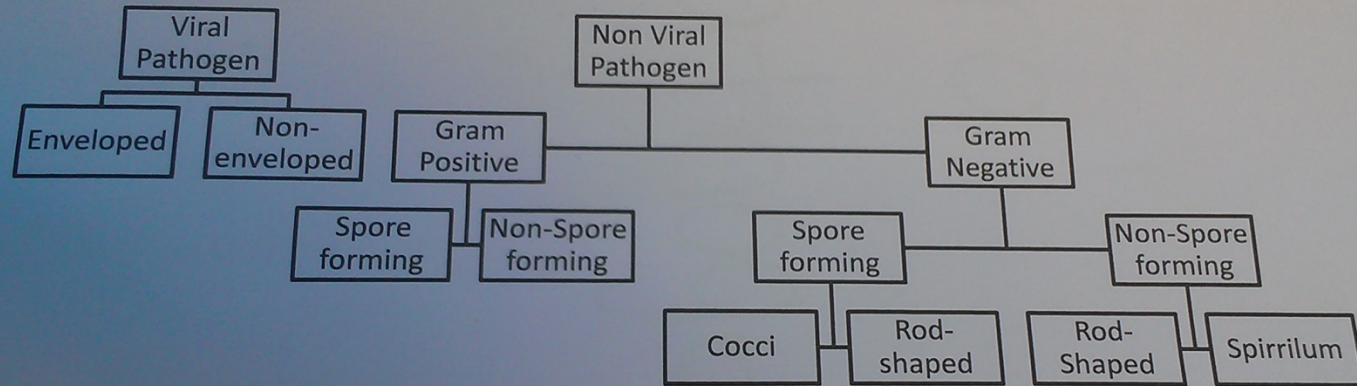 Viral
Pathogen
Non Viral
Pathogen
Enveloped
Non-
enveloped
Gram
Positive
Gram
Negative
Spore
forming
Non-Spore
forming
Spore
forming
Non-Spore
forming
Cocci
Rod-
shaped
Rod-
Shaped
Spirrilum